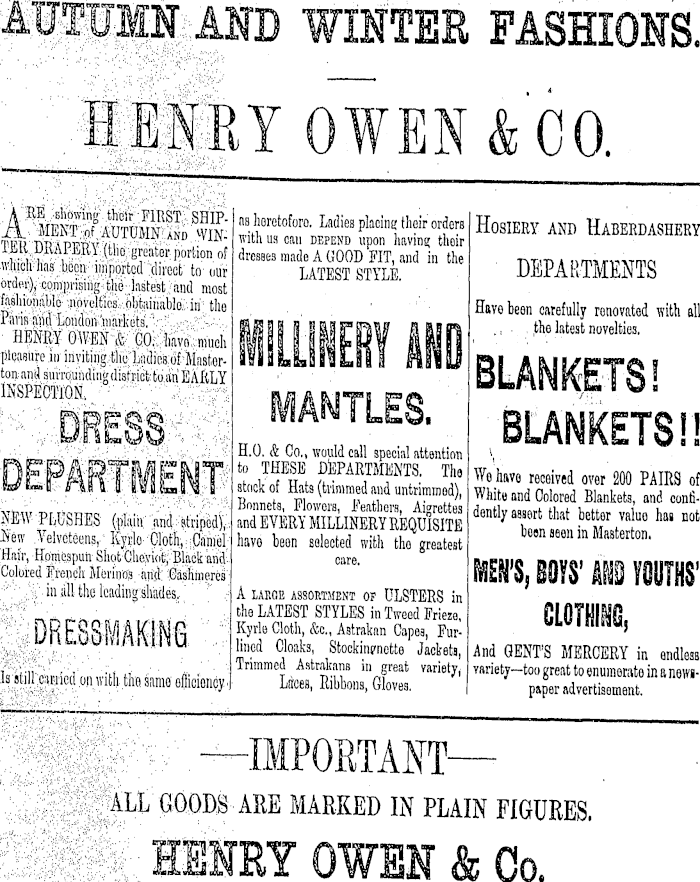 AUTUMN AND WINTER FASHIONS.
HENRY OWEN & CO.
ARE showing their FIRST SHIP-
MENT of AUTUMN AND WIN-
TER DRAPERY (the greater portion of
which has been imported direct to our
order), comprising the lastest and most
fashionable novelties obtainable in the
Paris and London markets.
HENRY OWEN & CO. have much
pleasure in inviting the Ladies of Master-
ton and surrounding district to an EARLY
INSPECTION.
DRESS
DEPARTMENT
NEW PLUSHES (plain and striped),
New Velveteens, Kyrle Cloth, Camel
Hair, Homespun Shot Cheviot, Black and
Colored French Merinos and Cashmeres
in all the leading shades.
DRESSMAKING
Is still carried on with the same efficiency
as heretofore. Ladies placing their orders
with us can DEPEND upon having their
dresses made A GOOD FIT, and in the
LATEST STYLE.
MILLINERY AND
MANTLES.
H.O. & Co., would call special attention
to THESE DEPARTMENTS. The
stock of Hats (trimmed and untrimmed),
Bonnets, Flowers, Feathers, Aigrettes
and EVERY MILLINERY REQUISITE
have been selected with the greatest
care.
A LARGE ASSORTMENT OF ULSTERS in
the LATEST STYLES in Tweed Frieze,
Kyrle Cloth, &c., Astrakan Capes, Fur-
lined Cloaks, Stockingnette Jackets,
Trimmed Astrakans in great variety,
Laces, Ribbons, Gloves.
HOSIERY AND HABERDASHERY
DEPARTMENTS
Have been carefully renovated with all
the latest novelties.
BLANKETS!
BLANKETS!!
We have received over 200 PAIRS of
White and Colored Blankets, and confi-
dently assert that better value has not
been seen in Masterton.
MEN'S, BOYS' AND YOUTHS'
CLOTHING,
And GENT'S MERCERY in endless
variety—too great to enumerate in a news-
paper advertisement.
—IMPORTANT—
ALL GOODS ARE MARKED IN PLAIN FIGURES.
HENRY OWEN & Co.